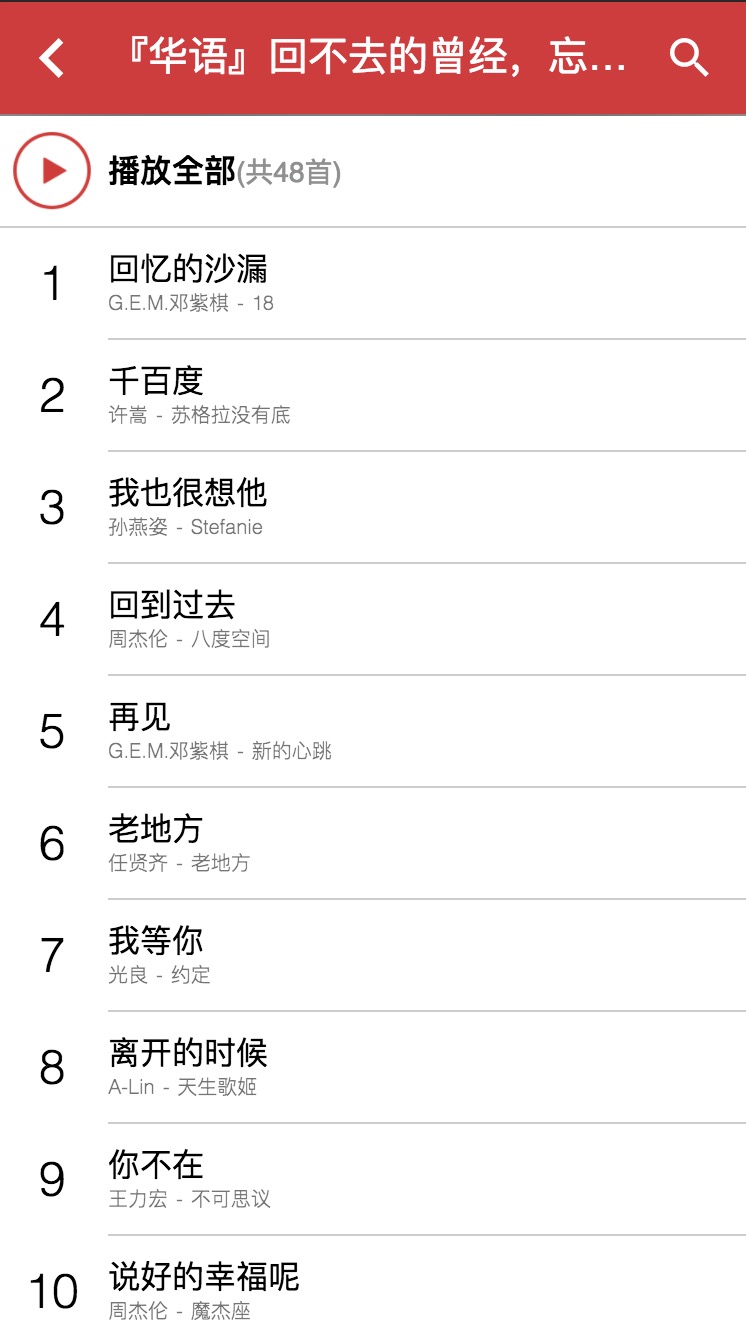 『华语』回不去的曾经，忘...
播放全部(共48首)
1
回忆的沙漏
G.E.M.邓紫棋 - 18
2
千百度
许嵩 - 苏格拉没有底
3
我也很想他
孙燕姿 - Stefanie
4
回到过去
周杰伦 - 八度空间
5
再见
G.E.M.邓紫棋 - 新的心跳
6
老地方
任贤齐 - 老地方
7
我等你
光良 - 约定
8
离开的时候
A-Lin - 天生歌姬
9
你不在
王力宏 - 不可思议
10
说好的幸福呢
周杰伦 - 魔杰座